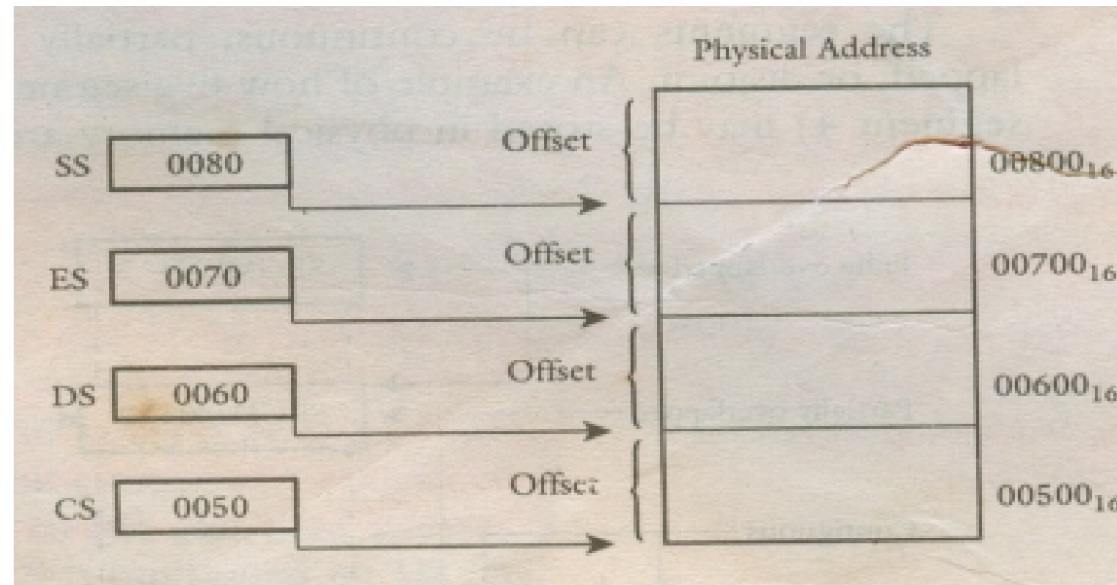 Physical Address
SS 0080 Offset 00800₁₆
ES 0070 Offset 00700₁₆
DS 0060 Offset 00600₁₆
CS 0050 Offset 00500₁₆